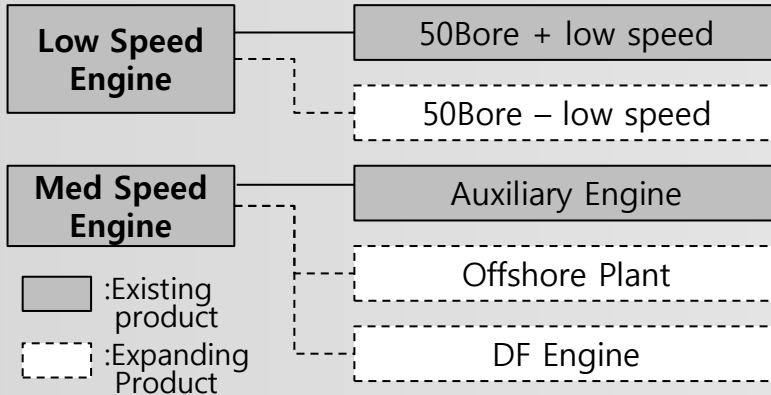 Low Speed
Engine
50Bore + low speed
50Bore – low speed
Med Speed
Engine
Auxiliary Engine
Offshore Plant
DF Engine
:Existing
product
:Expanding
Product